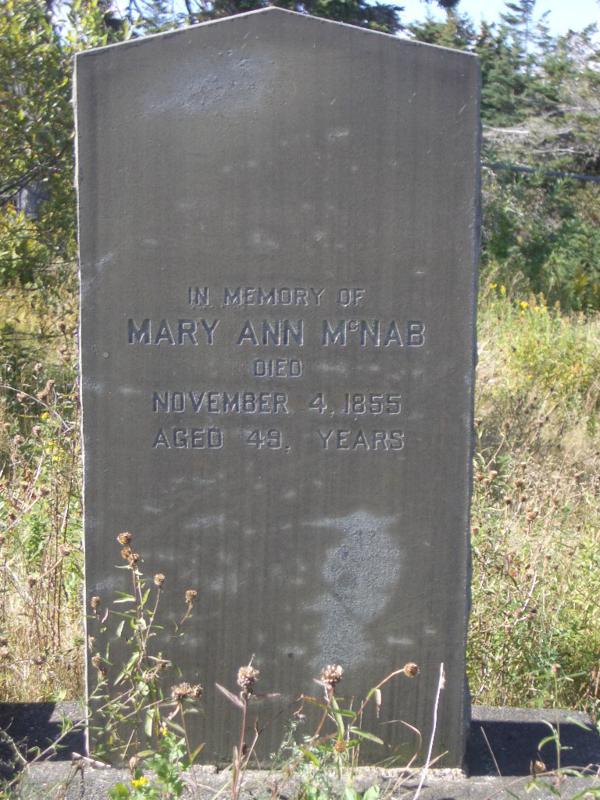 IN MEMORY OF
MARY ANN McNAB
DIED
NOVEMBER 4, 1855
AGED 49, YEARS